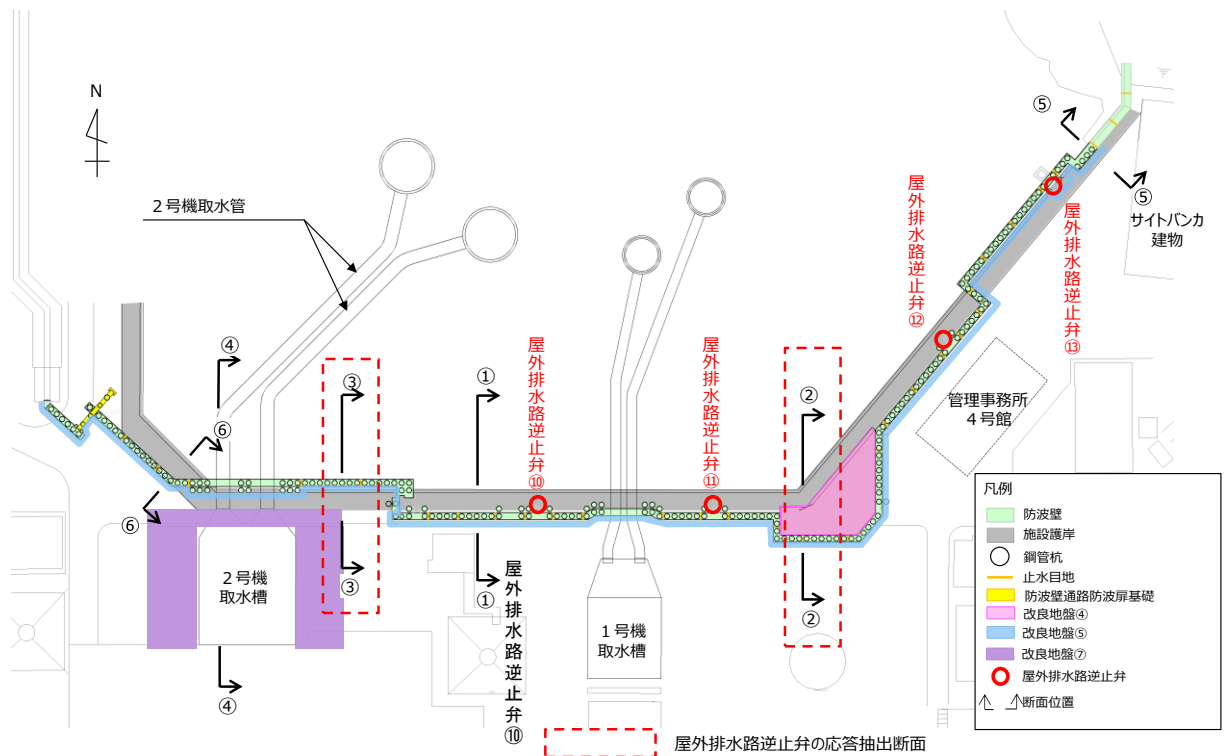 N
２号機取水管
④
③
①
屋外排水路逆止弁⑩
屋外排水路逆止弁⑪
②
屋外排水路逆止弁⑫
⑤
屋外排水路逆止弁⑬
⑤
サイトバンカ
建物
管理事務所
４号館
⑥
⑥
２号機
取水槽
③
①
屋外排水路逆止弁⑩
１号機
取水槽
②
④
凡例
防波壁
施設護岸
鋼管杭
止水目地
防波壁通路防波扉基礎
改良地盤④
改良地盤⑤
改良地盤⑦
屋外排水路逆止弁
断面位置
屋外排水路逆止弁の応答抽出断面